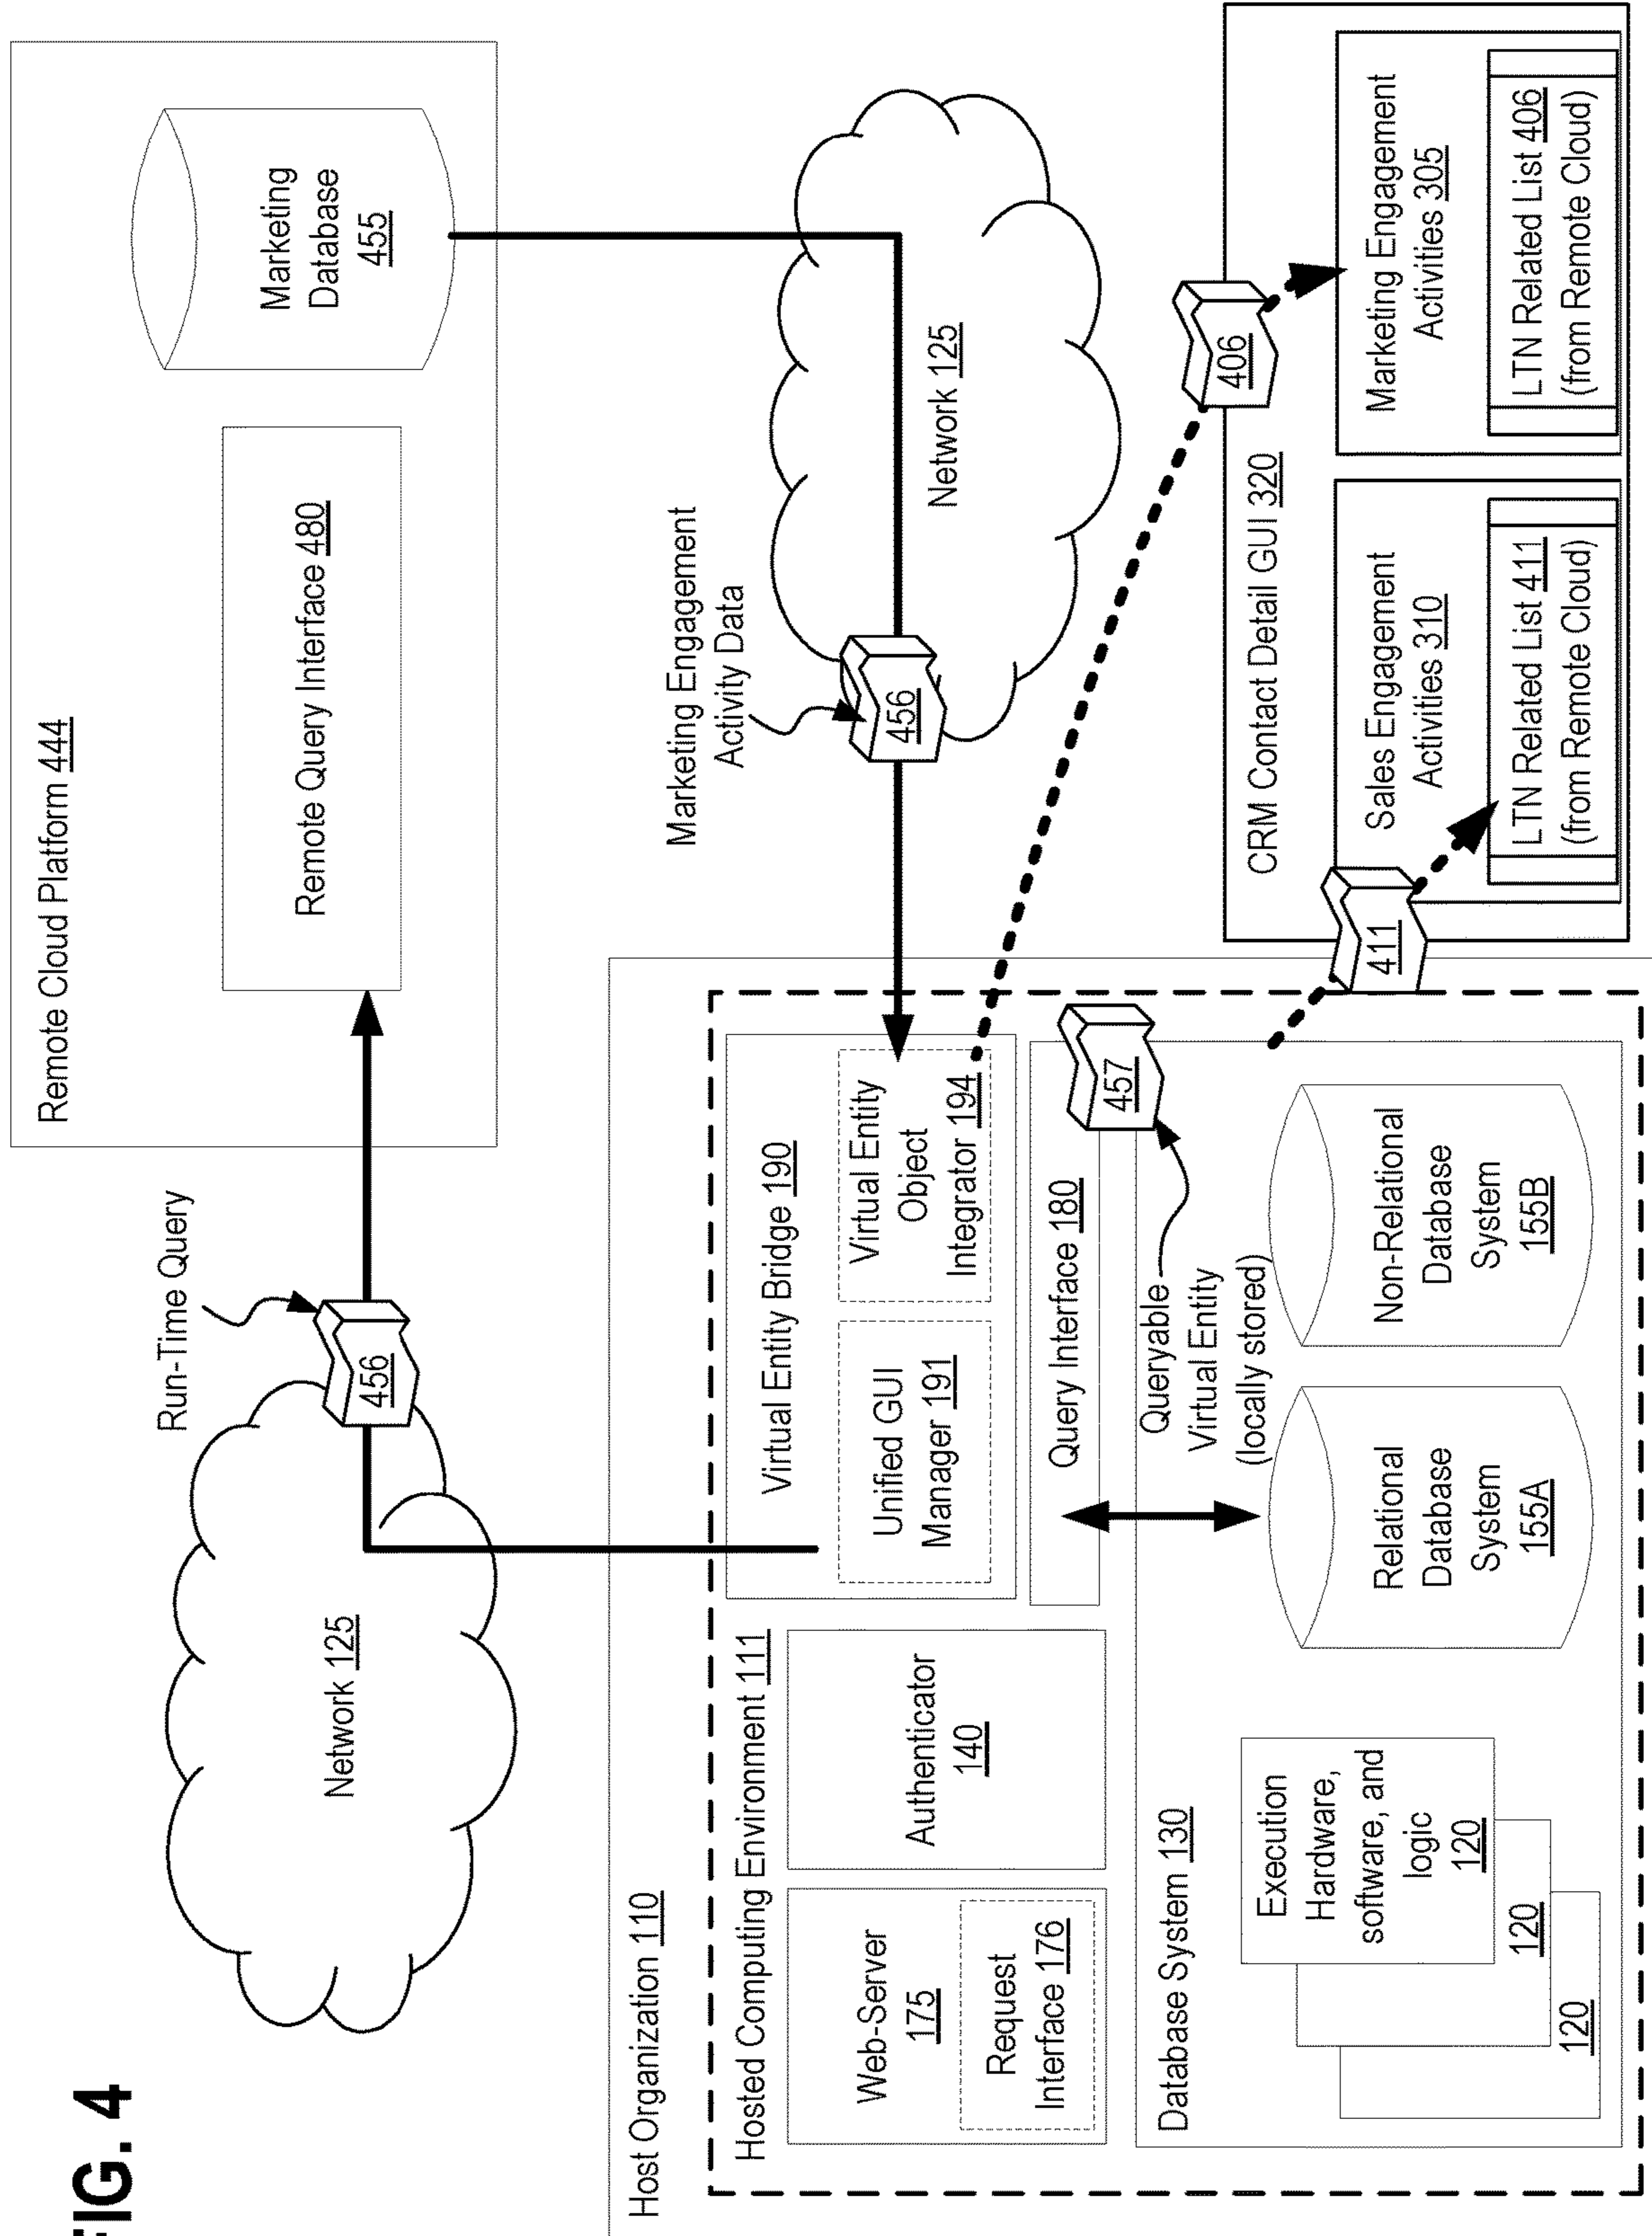 FIG. 4
Remote Cloud Platform 444
Remote Query Interface 480
Marketing
Database
455
Run-Time Query
456
Network 125
Marketing Engagement
Activity Data
456
Network 125
Host Organization 110
Hosted Computing Environment 111
Web-Server
175
Request
Interface 176
Authenticator
140
Virtual Entity Bridge 190
Unified GUI
Manager 191
Virtual Entity
Object
Integrator 194
Query Interface 180
457
Queryable
Virtual Entity
(locally stored)
Database System 130
Execution
Hardware,
software, and
logic
120
120
120
Relational
Database
System
155A
Non-Relational
Database
System
155B
411
406
CRM Contact Detail GUI 320
Sales Engagement
Activities 310
LTN Related List 411
(from Remote Cloud)
Marketing Engagement
Activities 305
LTN Related List 406
(from Remote Cloud)